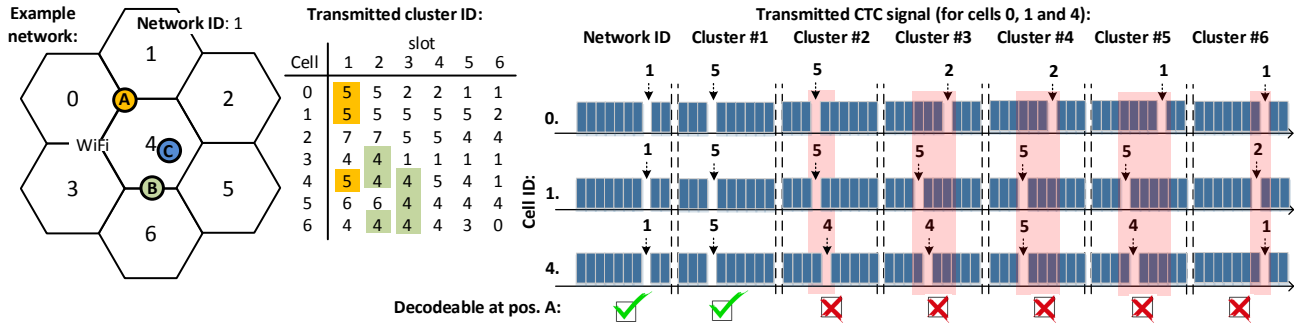 Example network:
Network ID: 1
0
1
2
3
4
5
6
A
B
C
WiFi
Transmitted cluster ID:
slot
Cell 1 2 3 4 5 6
0 5 5 2 2 1 1
1 5 5 5 5 5 2
2 7 7 5 5 4 4
3 4 4 1 1 1 1
4 5 4 4 5 4 1
5 6 6 4 4 4 4
6 4 4 4 4 3 0
Transmitted CTC signal (for cells 0, 1 and 4):
Network ID Cluster #1 Cluster #2 Cluster #3 Cluster #4 Cluster #5 Cluster #6
Cell ID:
1 5 5 2 2 1 1
0.
1 5 5 5 5 5 2
1.
1 5 4 4 5 4 1
4.
Decodeable at pos. A: